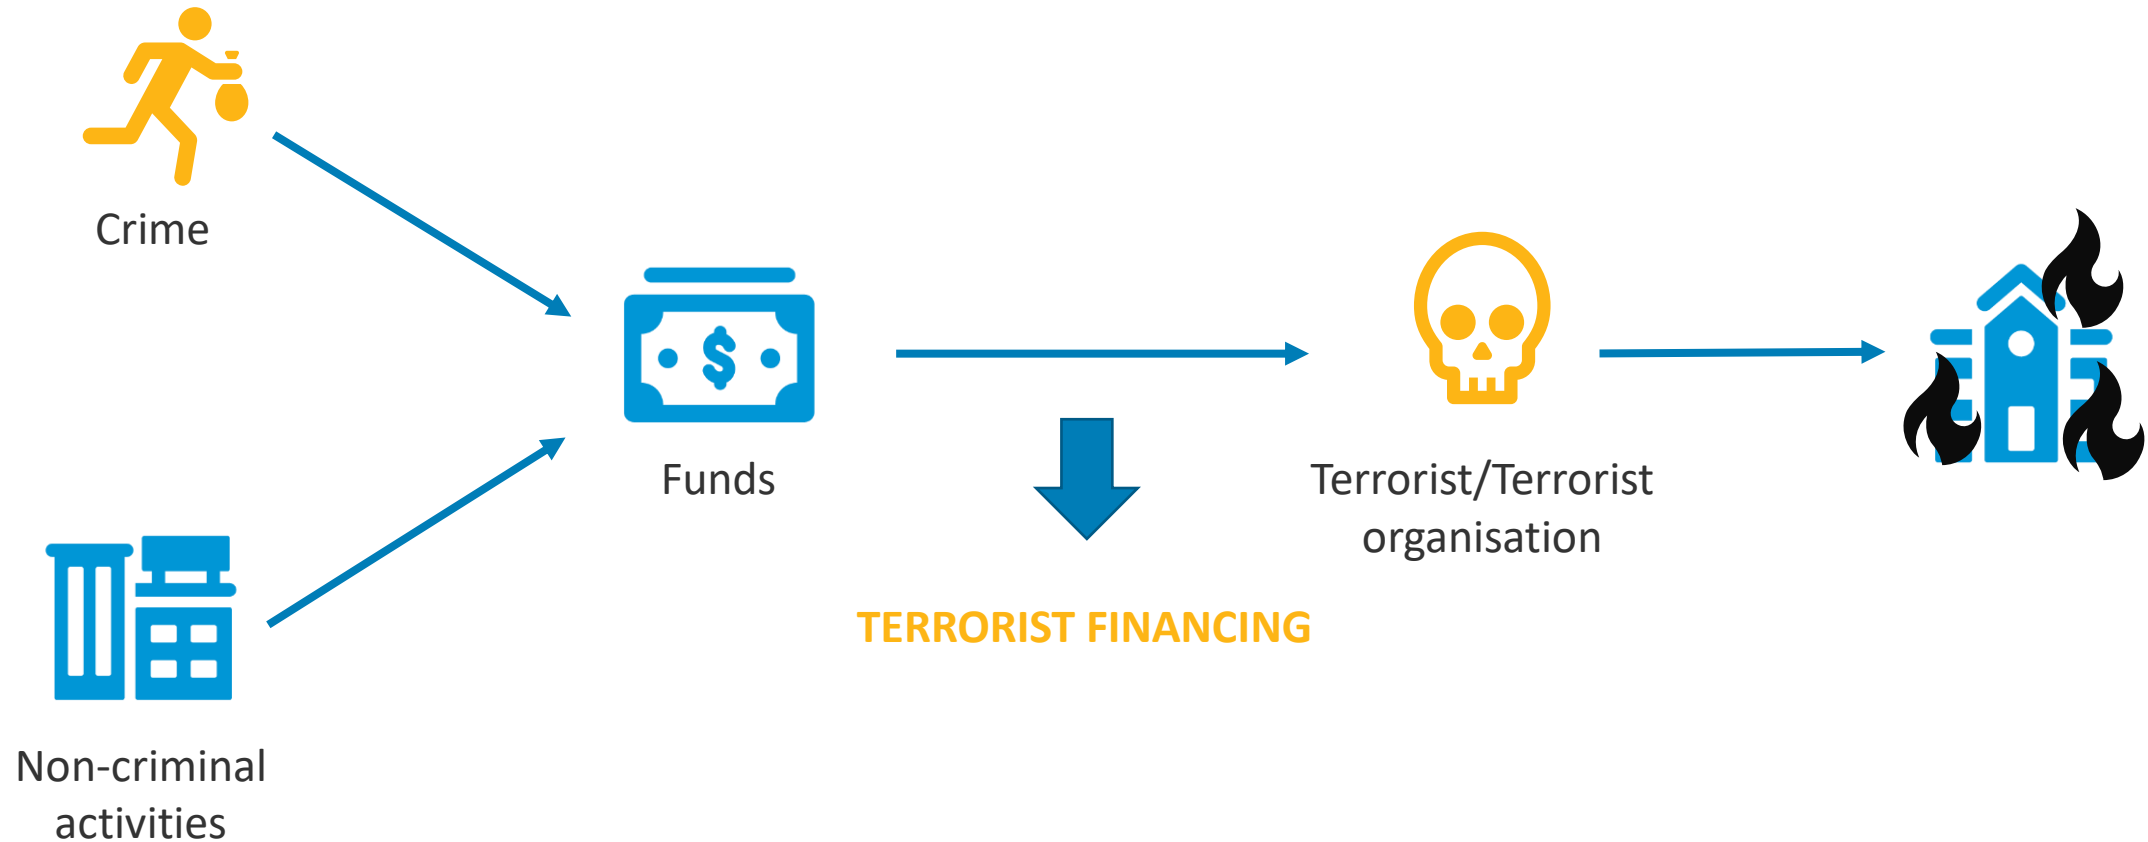 Crime
$
Funds
Terrorist/Terrorist
organisation
TERRORIST FINANCING
Non-criminal
activities